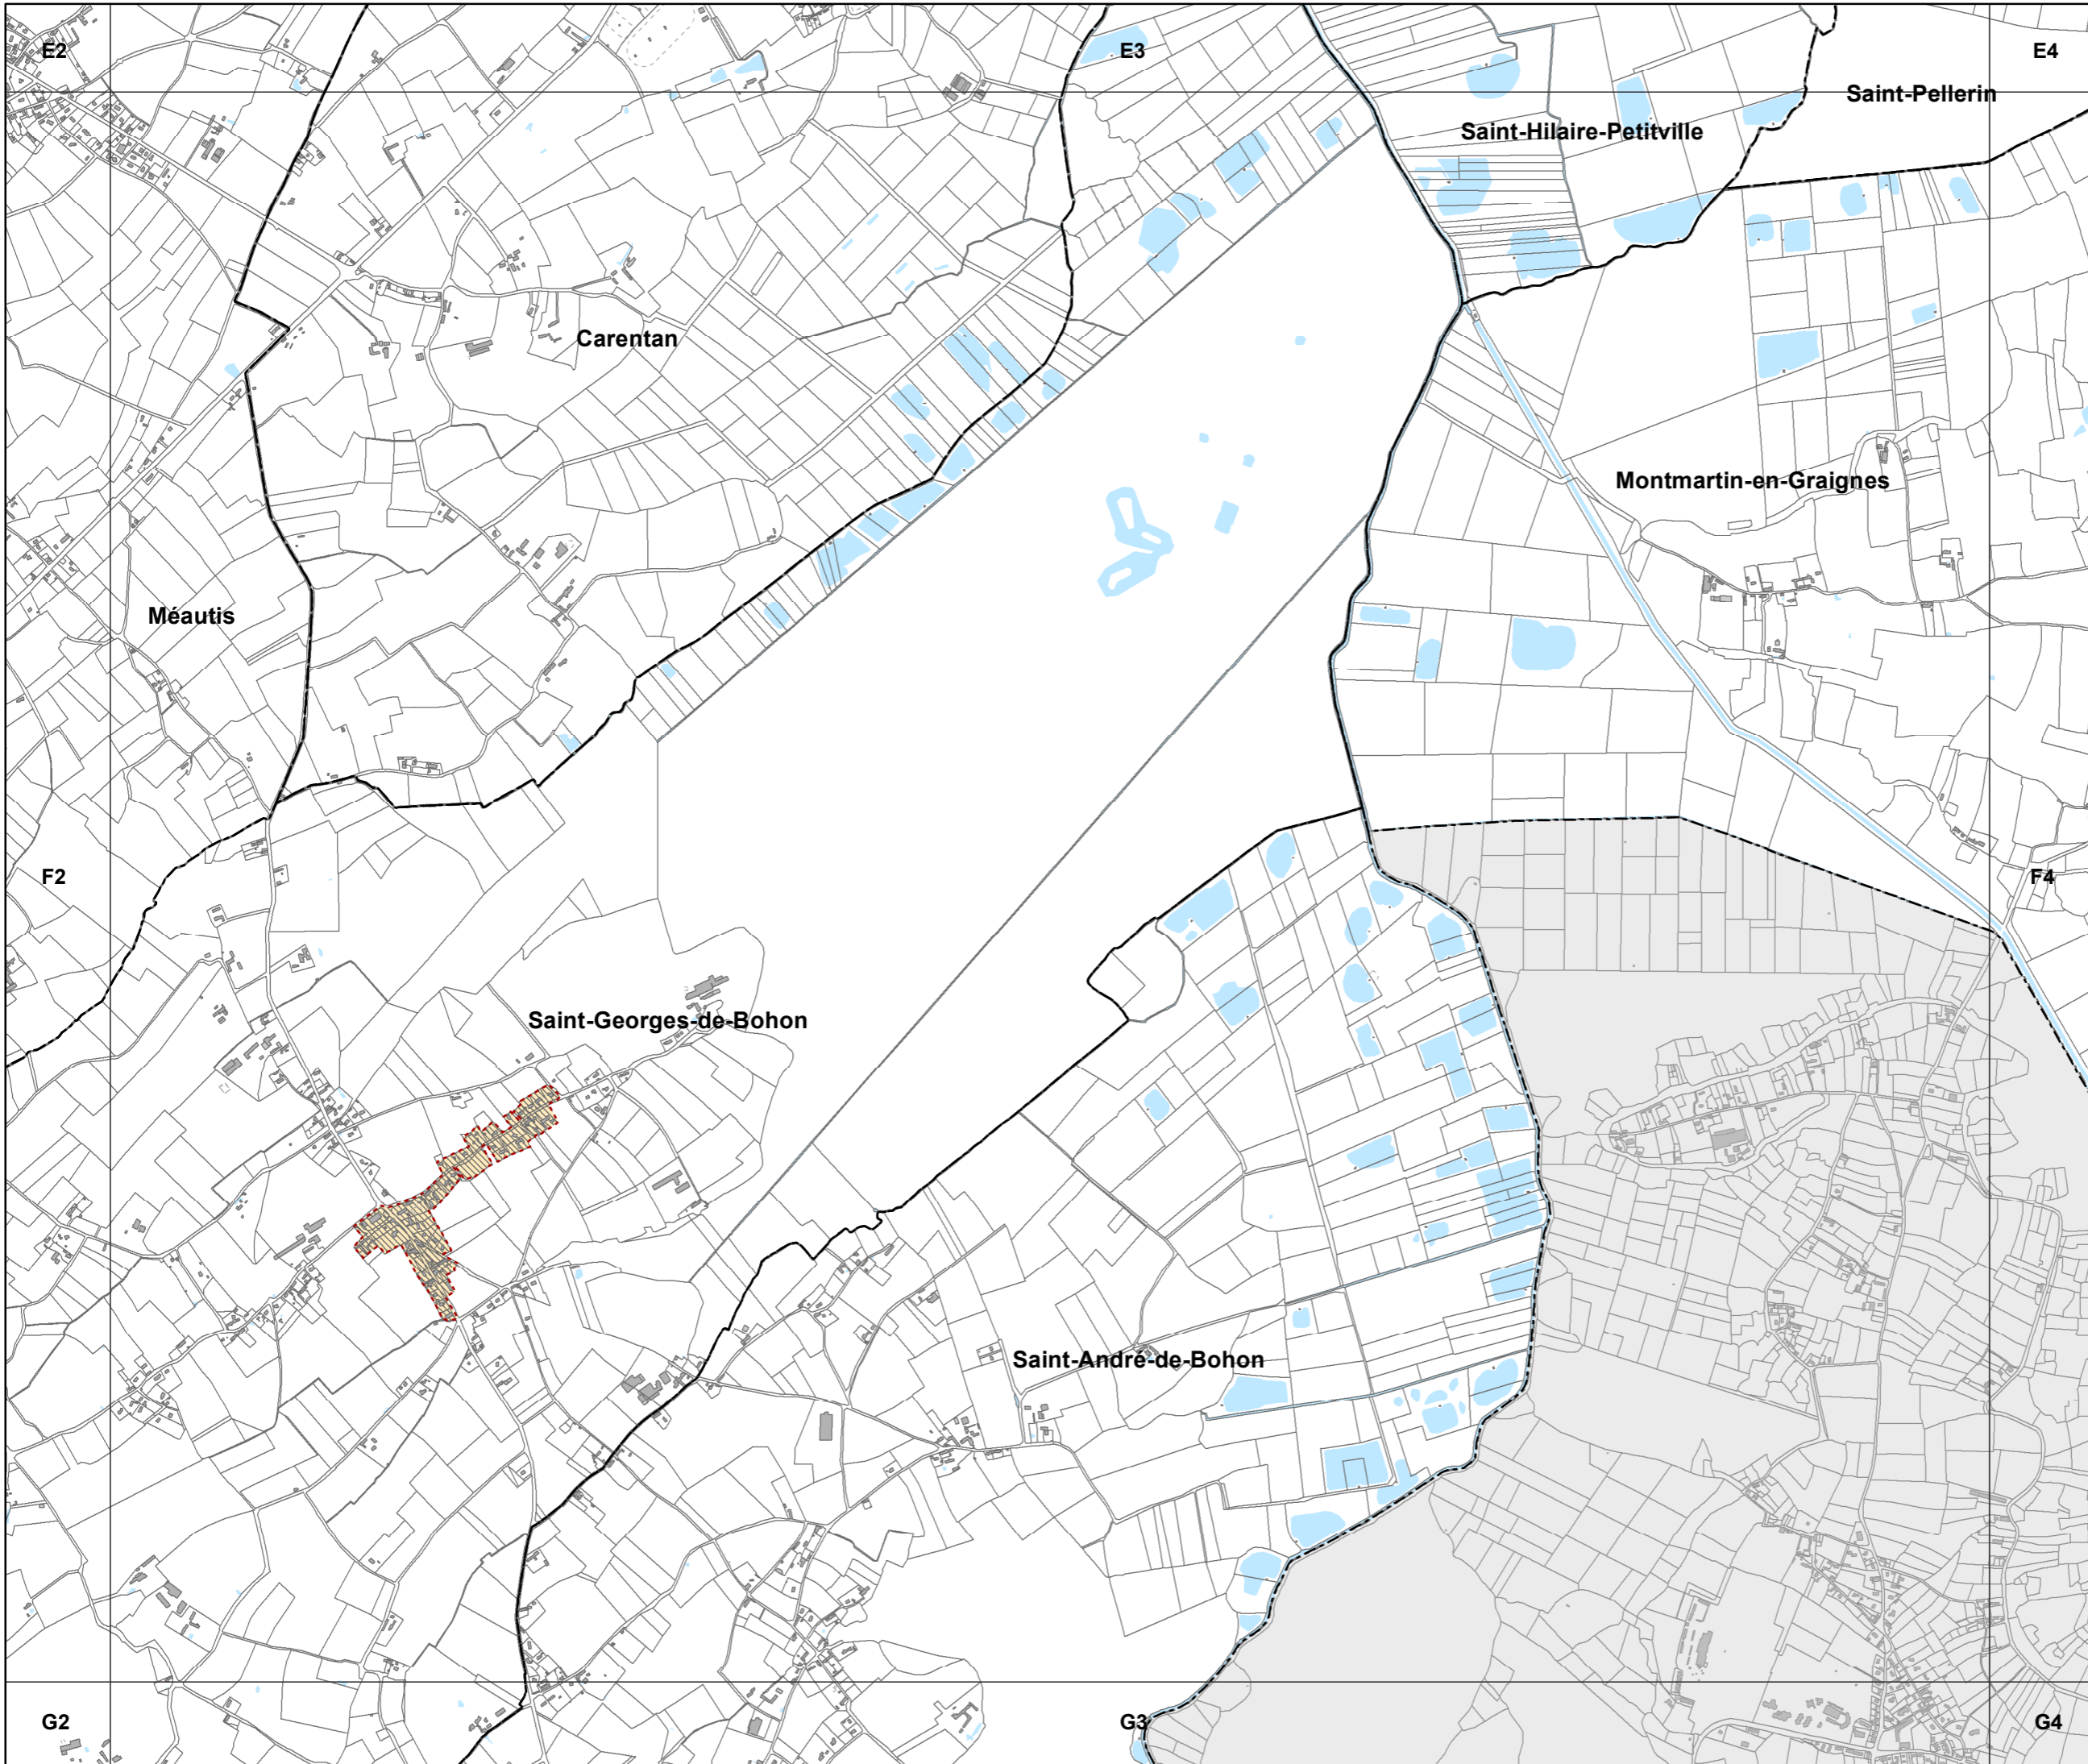 E2
E3
E4
Saint-Pellerin
Saint-Hilaire-Petitville
Carentan
Montmartin-en-Graignes
Méautis
F2
F4
Saint-Georges-de-Bohon
Saint-André-de-Bohon
G2
G3
G4